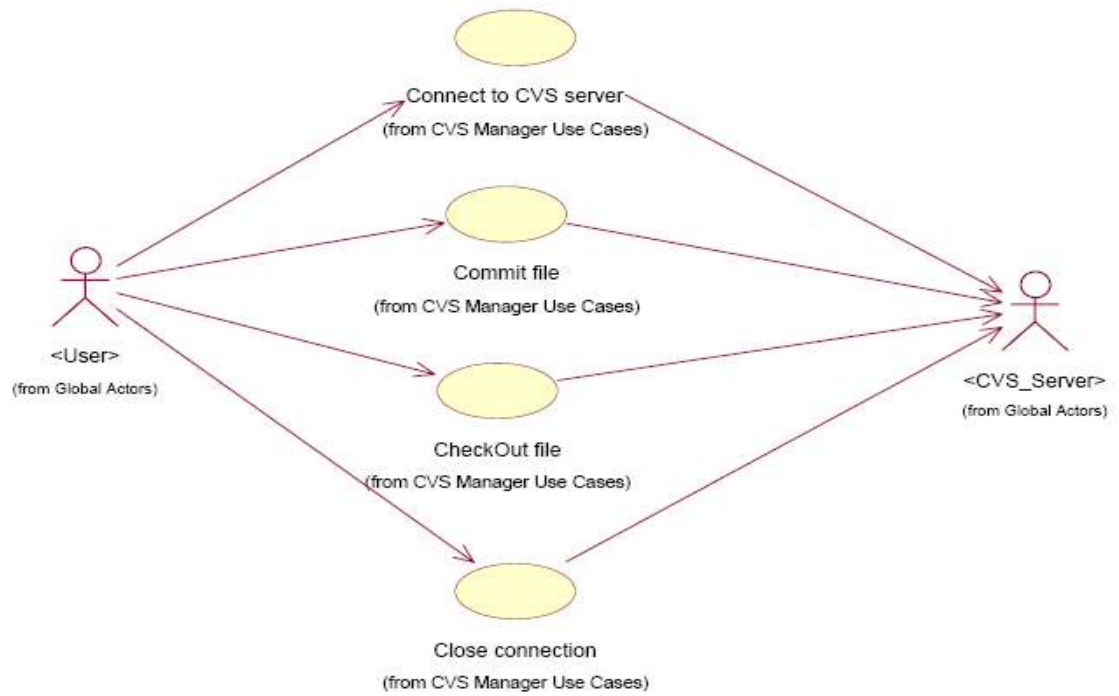 Connect to CVS server
(from CVS Manager Use Cases)
Commit file
(from CVS Manager Use Cases)
<User>
(from Global Actors)
<CVS_Server>
(from Global Actors)
CheckOut file
(from CVS Manager Use Cases)
Close connection
(from CVS Manager Use Cases)